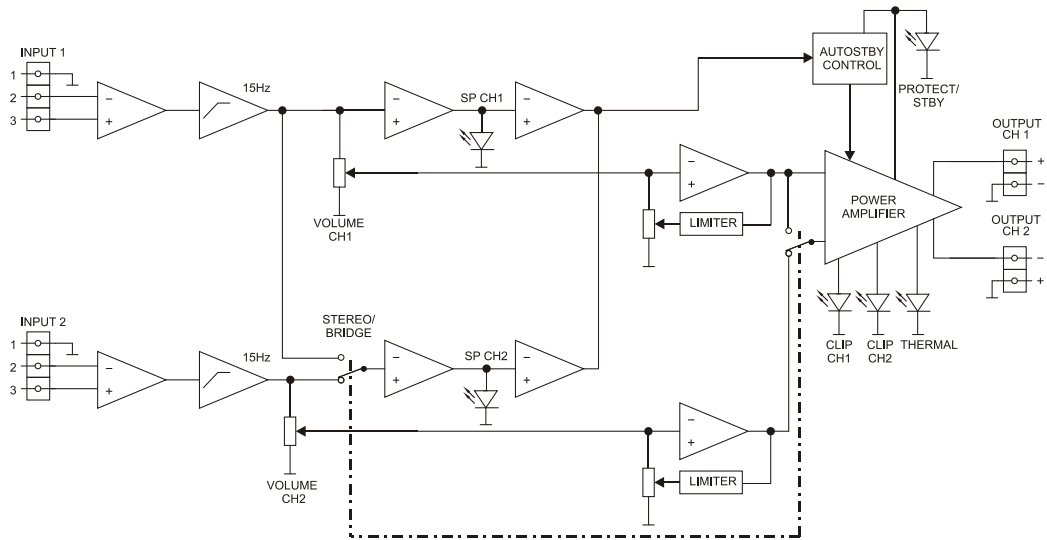 INPUT 1
1
2
3
−
+
15Hz
−
+
SP CH1
−
+
AUTOSTBY
CONTROL
PROTECT/
STBY
VOLUME
CH1
−
+
LIMITER
POWER
AMPLIFIER
OUTPUT
CH 1
+
−
OUTPUT
CH 2
−
+
CLIP
CH1
CLIP
CH2
THERMAL
INPUT 2
1
2
3
−
+
15Hz
STEREO/
BRIDGE
−
+
SP CH2
−
+
VOLUME
CH2
−
+
LIMITER